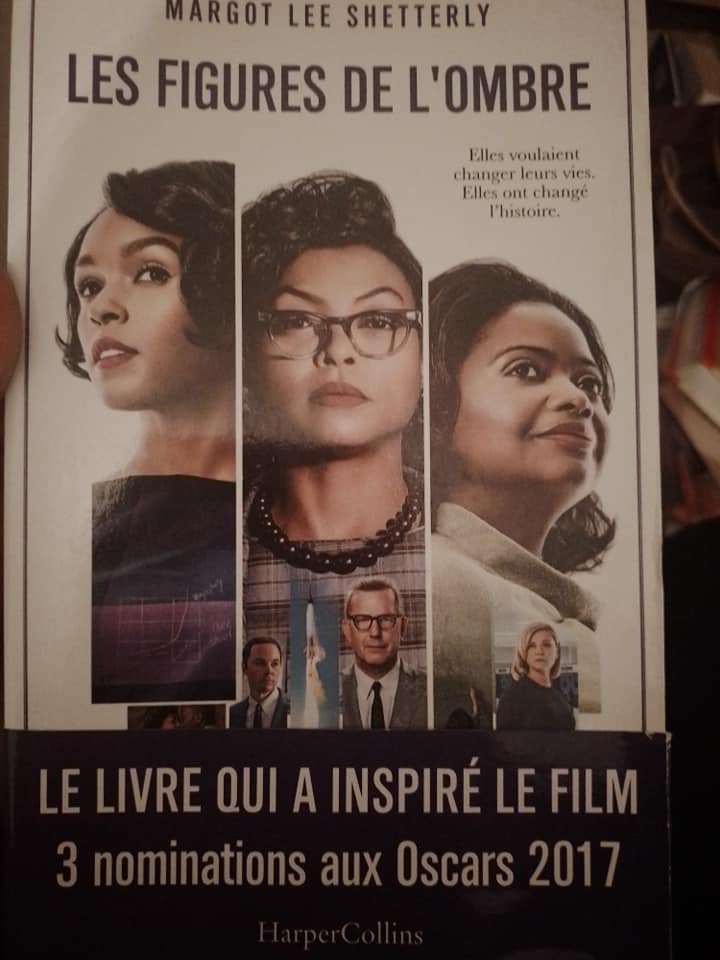 MARGOT LEE SHETTERLY
LES FIGURES DE L'OMBRE
Elles voulaient
changer leurs vies.
Elles ont changé
l'histoire.
LE LIVRE QUI A INSPIRÉ LE FILM
3 nominations aux Oscars 2017
HarperCollins